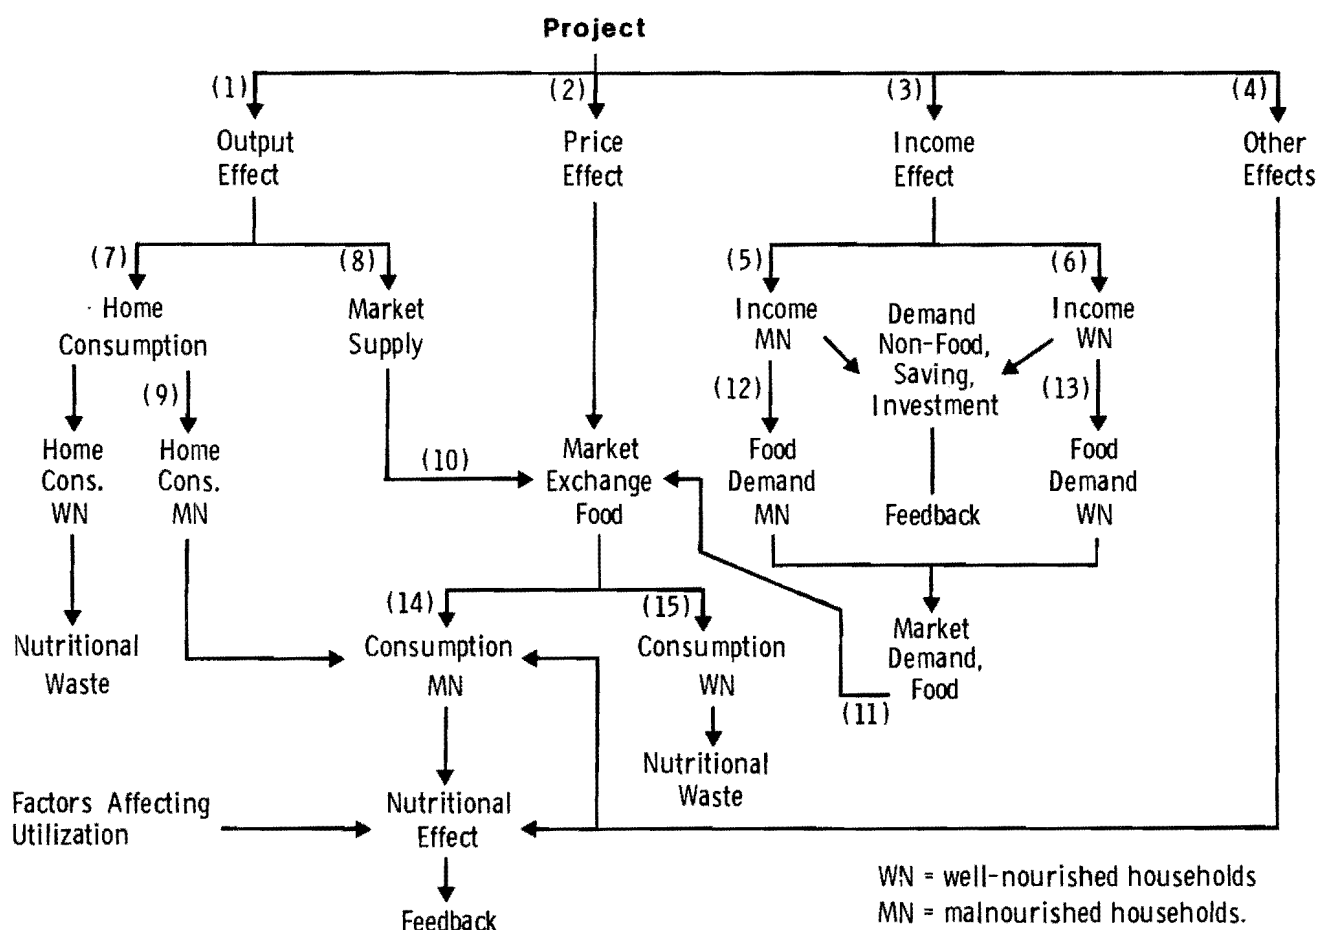 Project
(1)
(2)
(3)
(4)
Output
Effect
Price
Effect
Income
Effect
Other
Effects
(7)
(8)
(5)
(6)
Home
Consumption
Market
Supply
Income
MN
Demand
Non-Food,
Saving,
Investment
Income
WN
(9)
(12)
(13)
Home
Cons.
WN
Home
Cons.
MN
(10)
Market
Exchange
Food
Food
Demand
MN
Feedback
Food
Demand
WN
(14)
(15)
Nutritional
Waste
Consumption
MN
Consumption
WN
Market
Demand,
Food
(11)
Nutritional
Waste
Factors Affecting
Utilization
Nutritional
Effect
Feedback
WN = well-nourished households
MN = malnourished households.